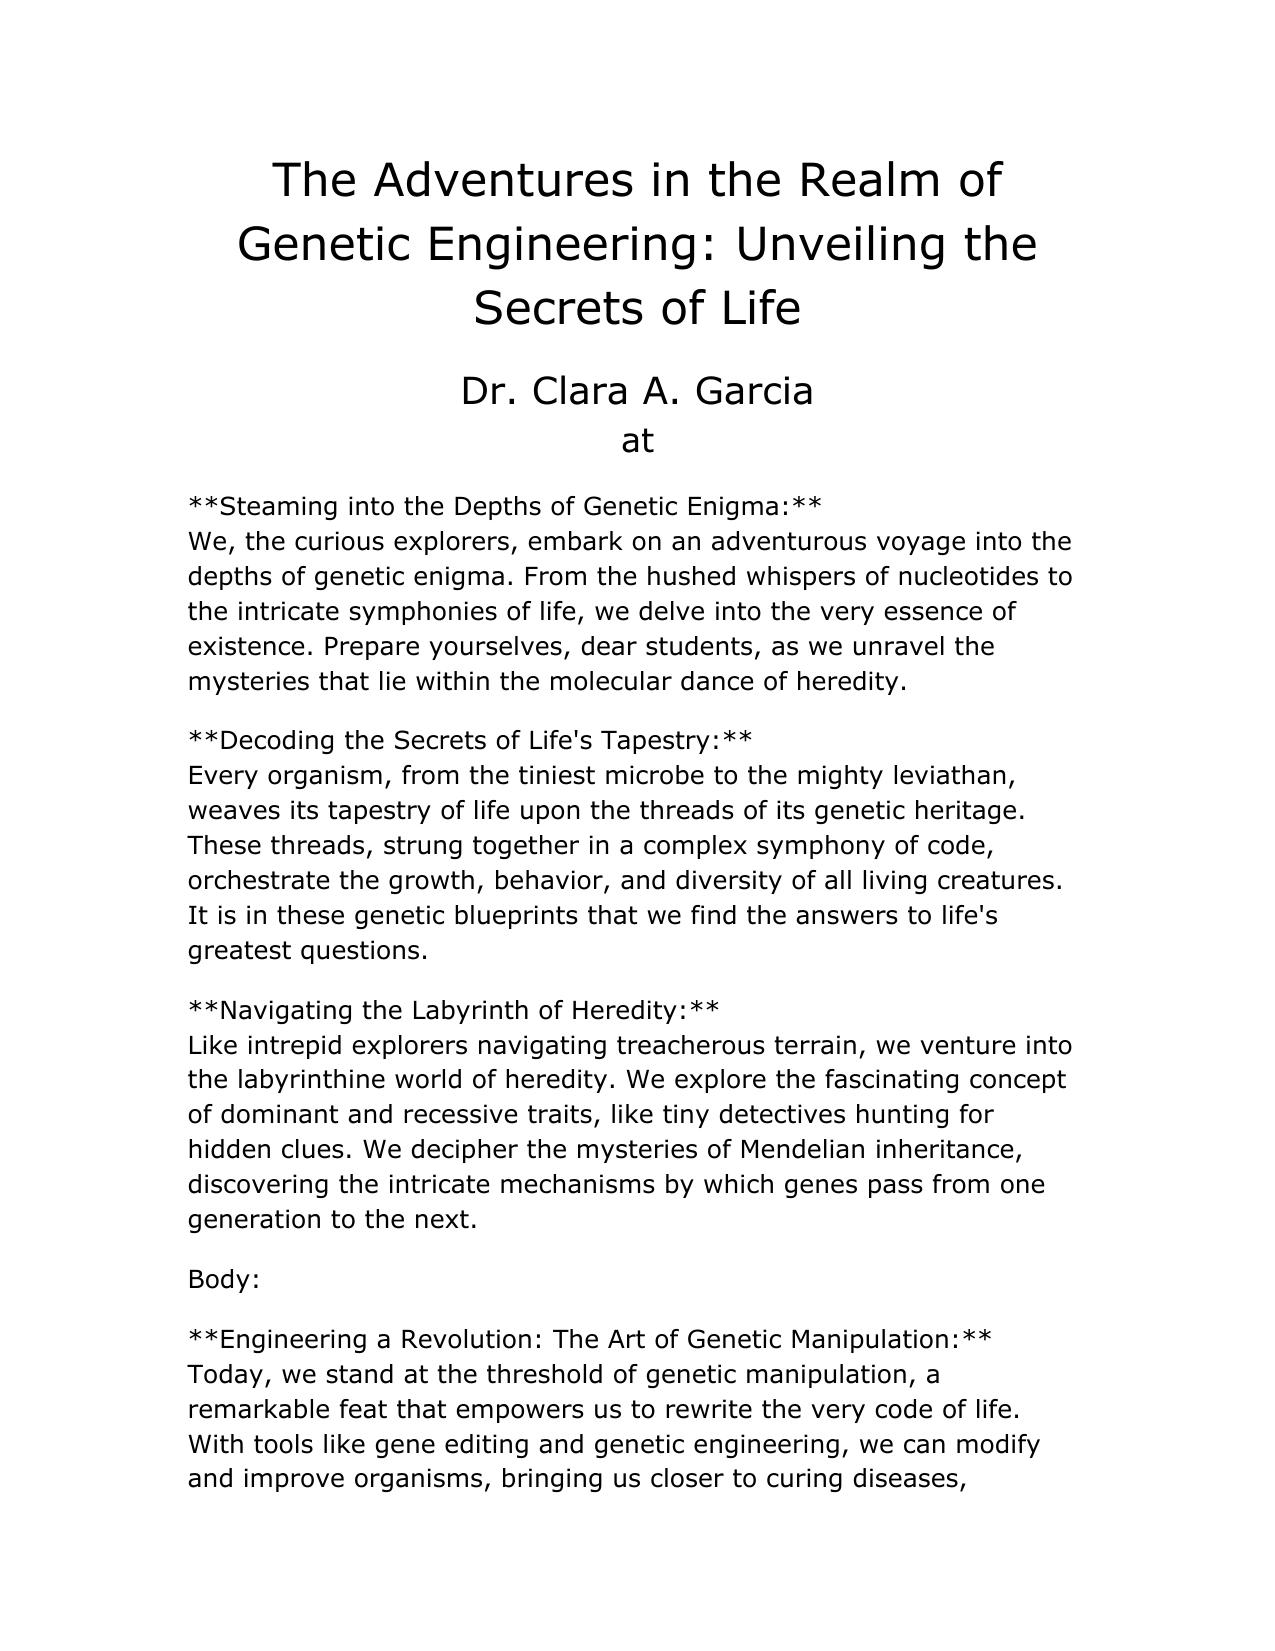 The Adventures in the Realm of
Genetic Engineering: Unveiling the
Secrets of Life
Dr. Clara A. Garcia
at
**Steaming into the Depths of Genetic Enigma:**
We, the curious explorers, embark on an adventurous voyage into the
depths of genetic enigma. From the hushed whispers of nucleotides to
the intricate symphonies of life, we delve into the very essence of
existence. Prepare yourselves, dear students, as we unravel the
mysteries that lie within the molecular dance of heredity.
**Decoding the Secrets of Life's Tapestry:**
Every organism, from the tiniest microbe to the mighty leviathan,
weaves its tapestry of life upon the threads of its genetic heritage.
These threads, strung together in a complex symphony of code,
orchestrate the growth, behavior, and diversity of all living creatures.
It is in these genetic blueprints that we find the answers to life's
greatest questions.
**Navigating the Labyrinth of Heredity:**
Like intrepid explorers navigating treacherous terrain, we venture into
the labyrinthine world of heredity. We explore the fascinating concept
of dominant and recessive traits, like tiny detectives hunting for
hidden clues. We decipher the mysteries of Mendelian inheritance,
discovering the intricate mechanisms by which genes pass from one
generation to the next.
Body:
**Engineering a Revolution: The Art of Genetic Manipulation:**
Today, we stand at the threshold of genetic manipulation, a
remarkable feat that empowers us to rewrite the very code of life.
With tools like gene editing and genetic engineering, we can modify
and improve organisms, bringing us closer to curing diseases,